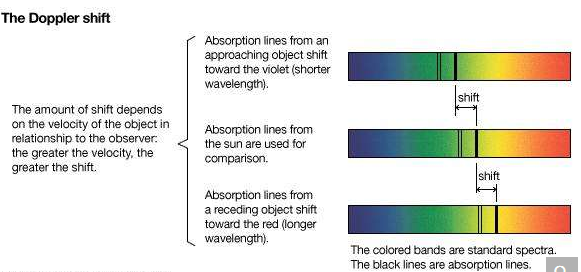 The Doppler shift
The amount of shift depends
on the velocity of the object in
relationship to the observer:
the greater the velocity, the
greater the shift.
Absorption lines from an
approaching object shift
toward the violet (shorter
wavelength).
shift
Absorption lines from
the sun are used for
comparison.
shift
Absorption lines from
a receding object shift
toward the red (longer
wavelength).
The colored bands are standard spectra.
The black lines are absorption lines.